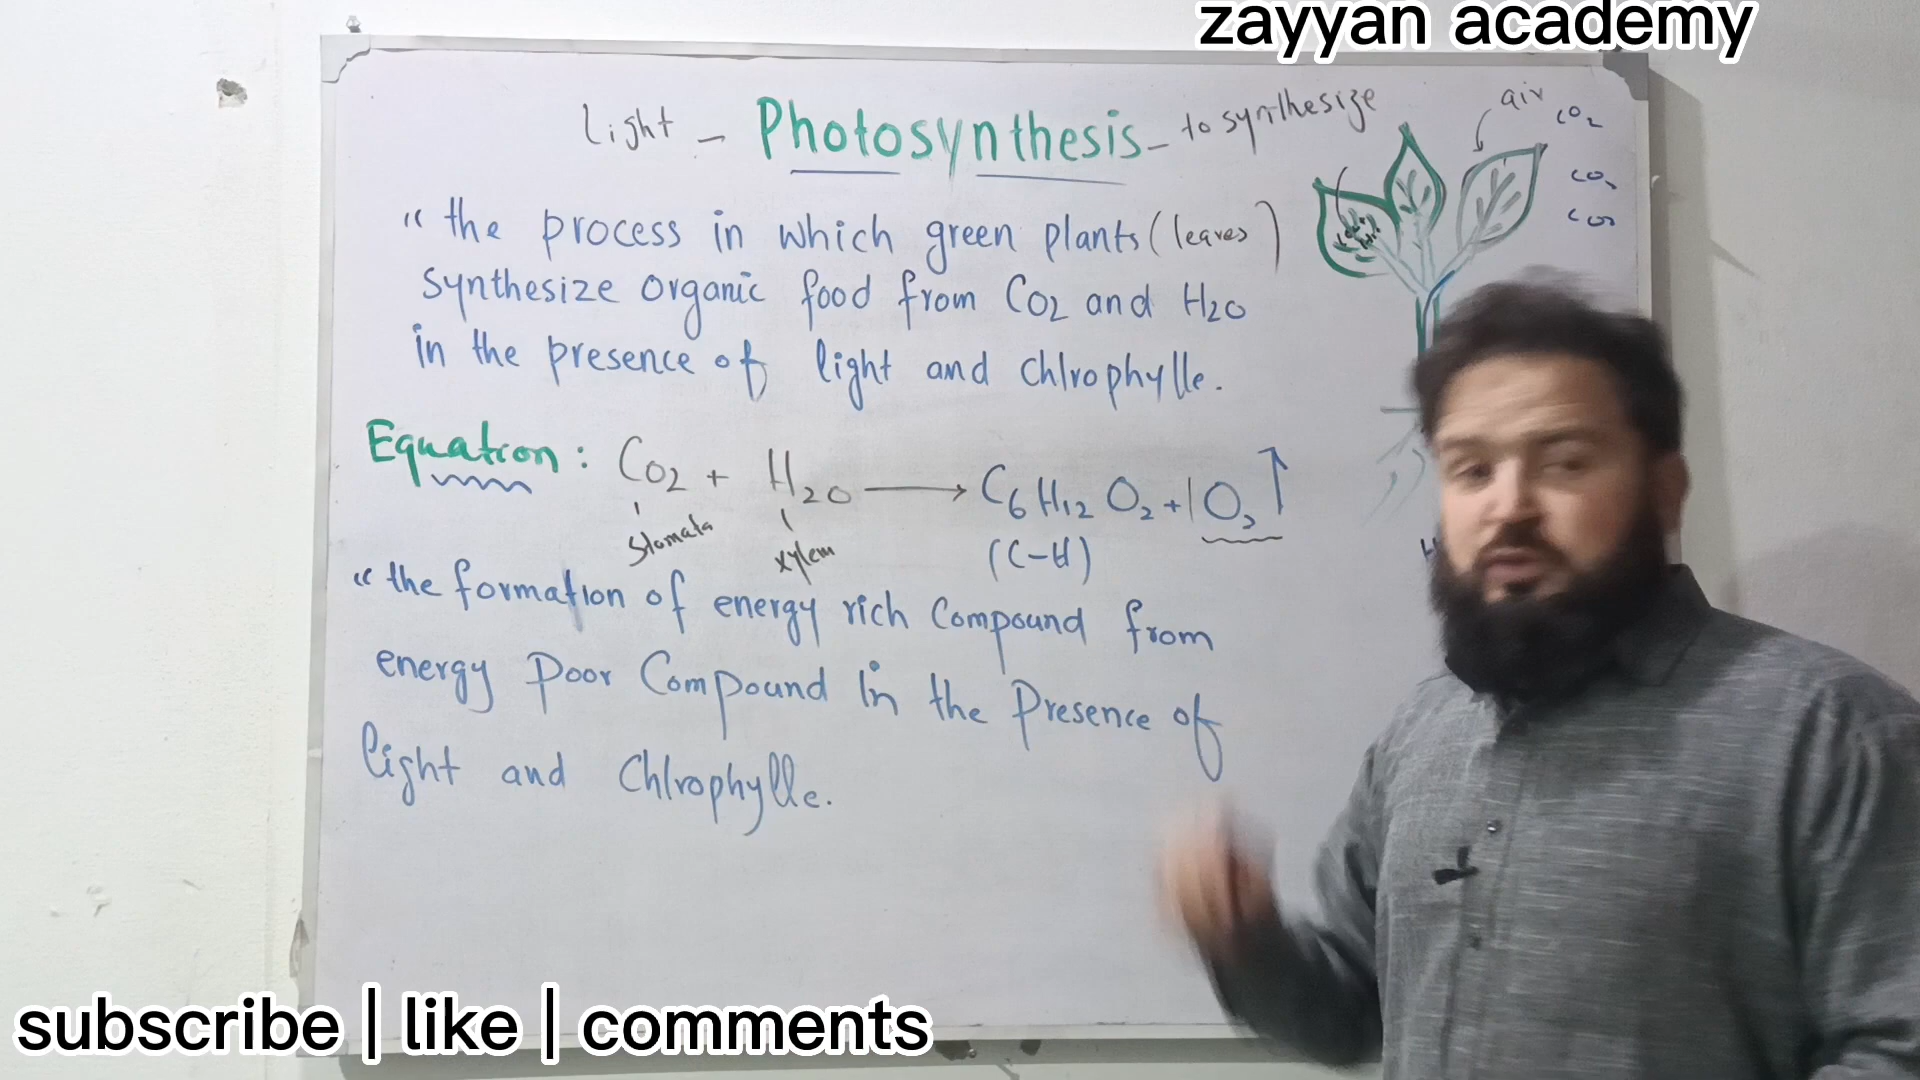 zayyan academy
light - Photosynthesis - to synthesize
air
CO2
CO2
CO2
"the process in which green plants (leaves)
synthesize organic food from CO2 and H2O
in the presence of light and Chlrophylle.
Equation: CO2 + H2O → C6H12O2 + O2↑
Stomata xylem (C-H)
"the formation of energy rich Compound from
energy Poor Compound in the Presence of
light and Chlrophylle.
subscribe | like | comments